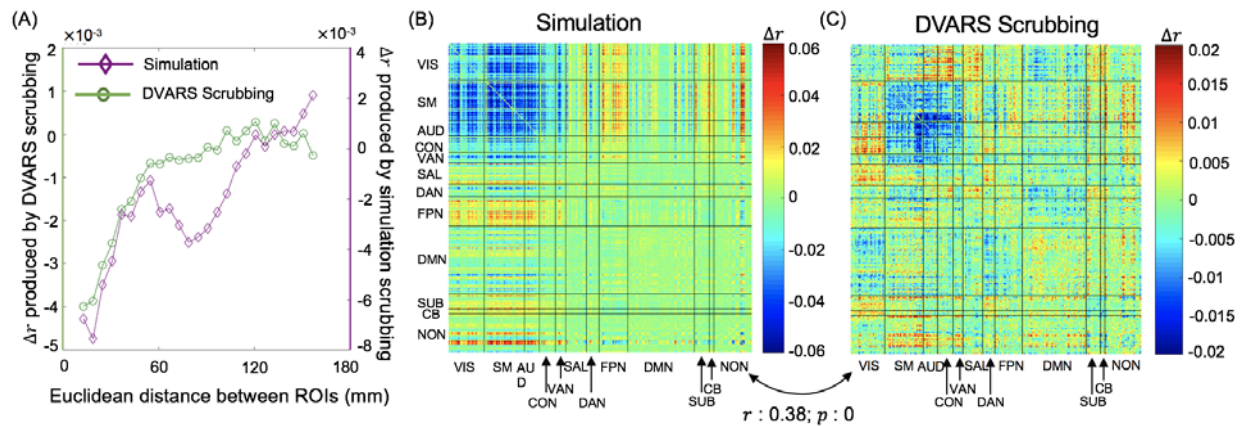 (A)
×10⁻³
×10⁻³
Δr produced by DVARS scrubbing
2
1
0
-1
-2
-3
-4
-5
Simulation
DVARS Scrubbing
4
2
0
-2
-4
-6
-8
Δr produced by simulation scrubbing
0
60
120
180
Euclidean distance between ROIs (mm)
(B)
Simulation
Δr
VIS
SM
AUD
CON
VAN
SAL
DAN
FPN
DMN
SUB
CB
NON
0.06
0.04
0.02
0
-0.02
-0.04
-0.06
VIS SM AU SAL FPN DMN NON
D
VAN CB
CON DAN SUB
(C)
DVARS Scrubbing
Δr
0.02
0.015
0.01
0.005
0
-0.005
-0.01
-0.015
-0.02
VIS SM AUD SAL FPN DMN NON
VAN CB
CON DAN SUB
r : 0.38; p : 0